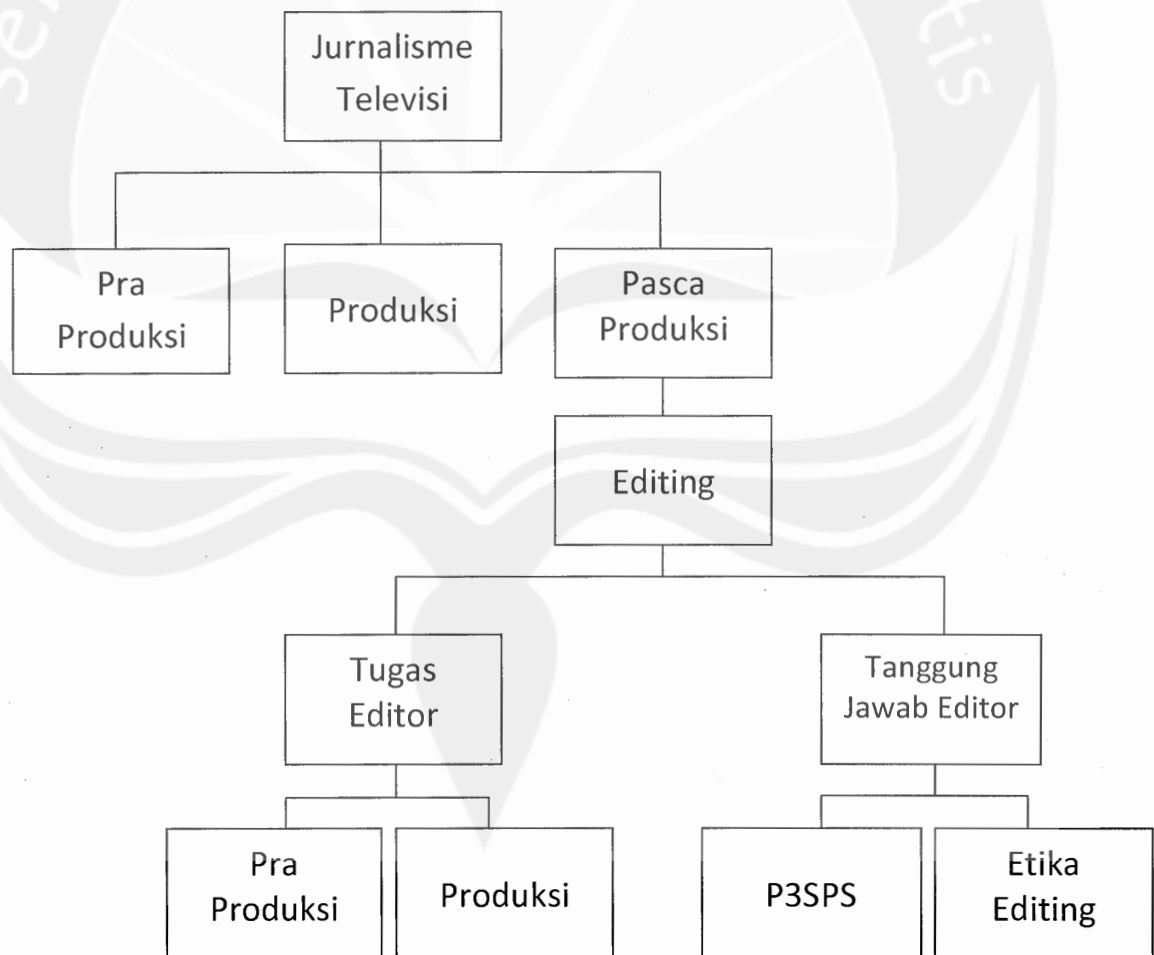 Jurnalisme
Televisi
Pra
Produksi
Produksi
Pasca
Produksi
Editing
Tugas
Editor
Tanggung
Jawab Editor
Pra
Produksi
Produksi
P3SPS
Etika
Editing